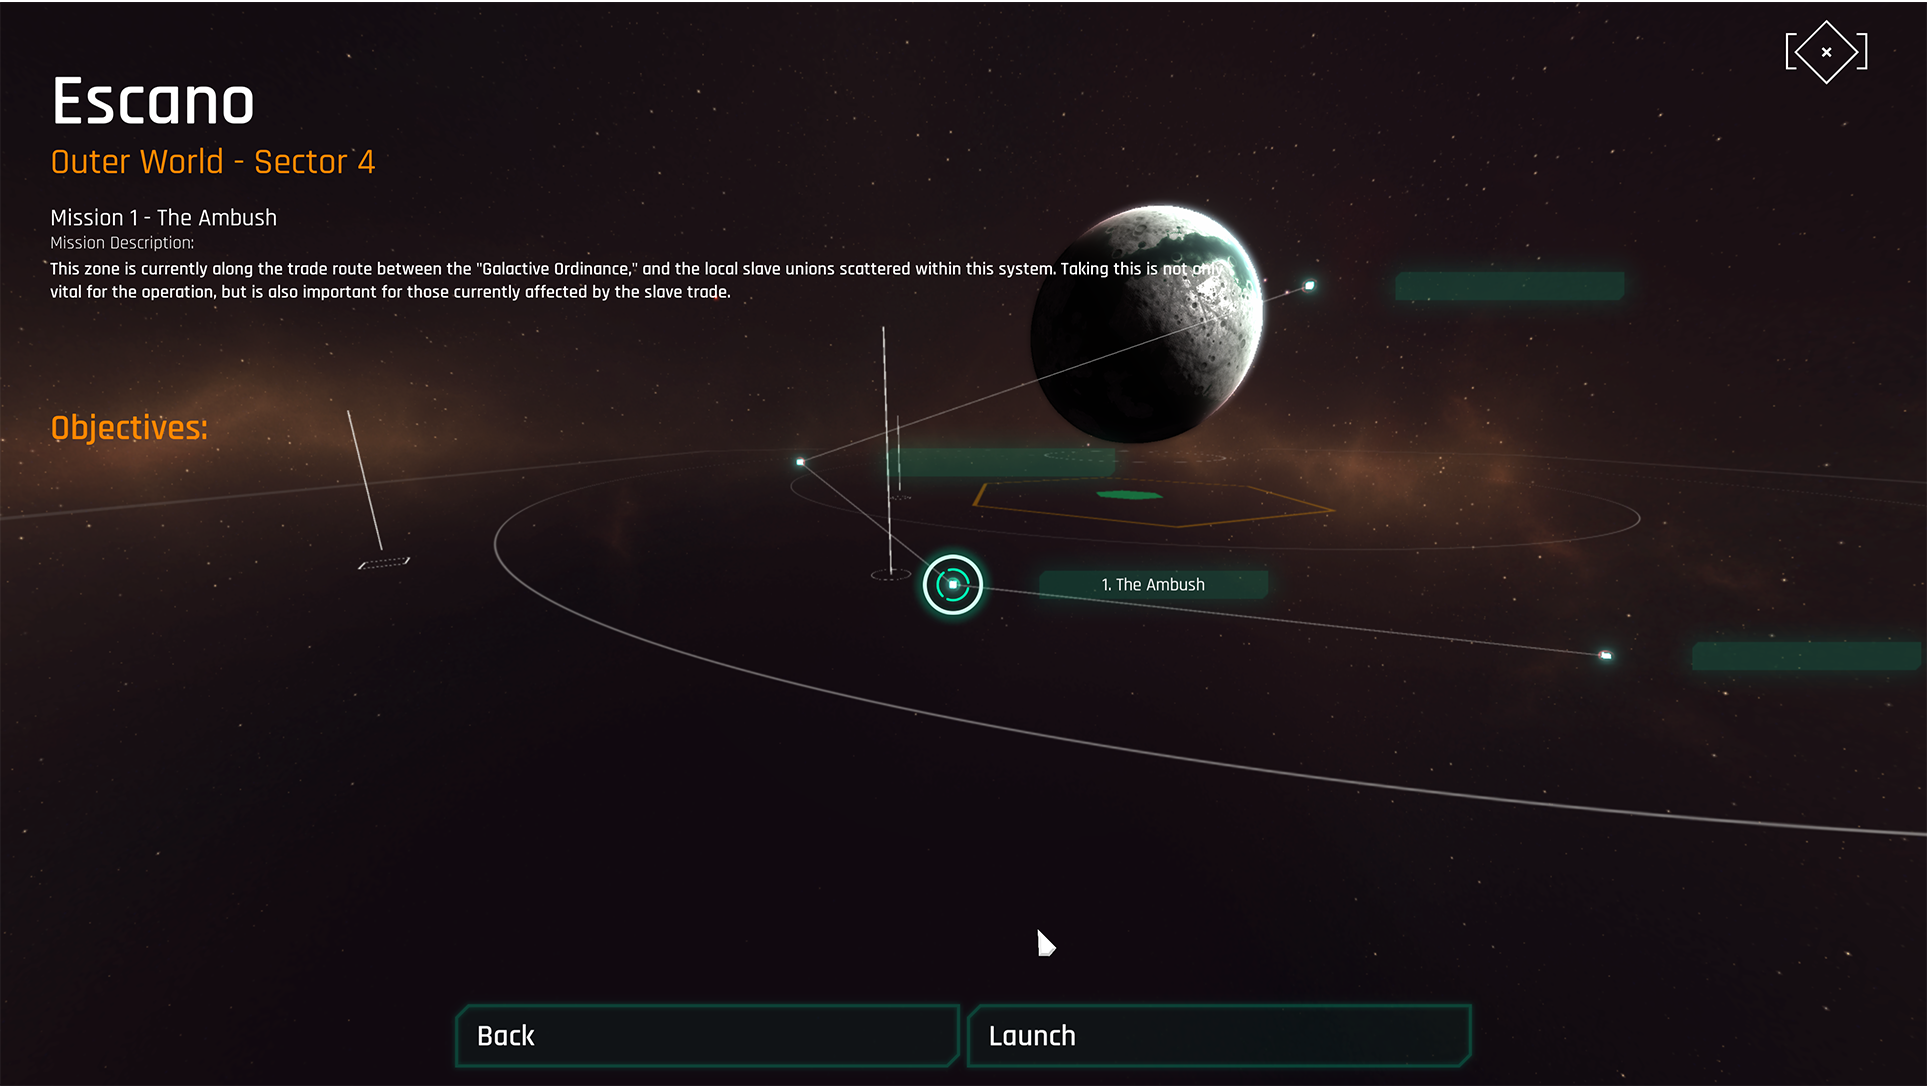 Escano
Outer World - Sector 4
Mission 1 - The Ambush
Mission Description:
This zone is currently along the trade route between the "Galactive Ordinance," and the local slave unions scattered within this system. Taking this is not only
vital for the operation, but is also important for those currently affected by the slave trade.
Objectives:
1. The Ambush
Back
Launch